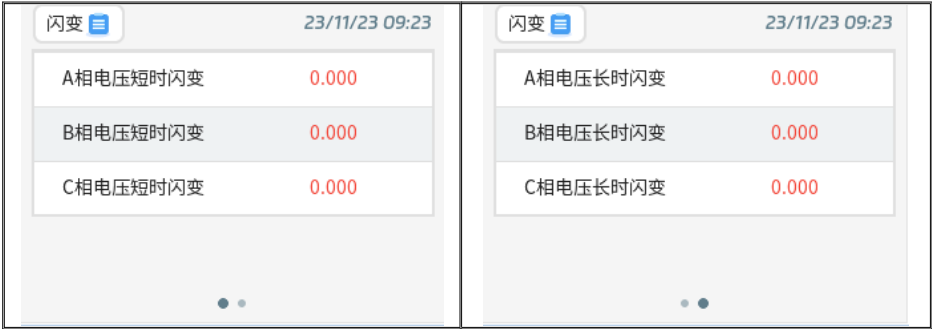 闪变
23/11/23 09:23
A相电压短时闪变 0.000
B相电压短时闪变 0.000
C相电压短时闪变 0.000
闪变
23/11/23 09:23
A相电压长时闪变 0.000
B相电压长时闪变 0.000
C相电压长时闪变 0.000